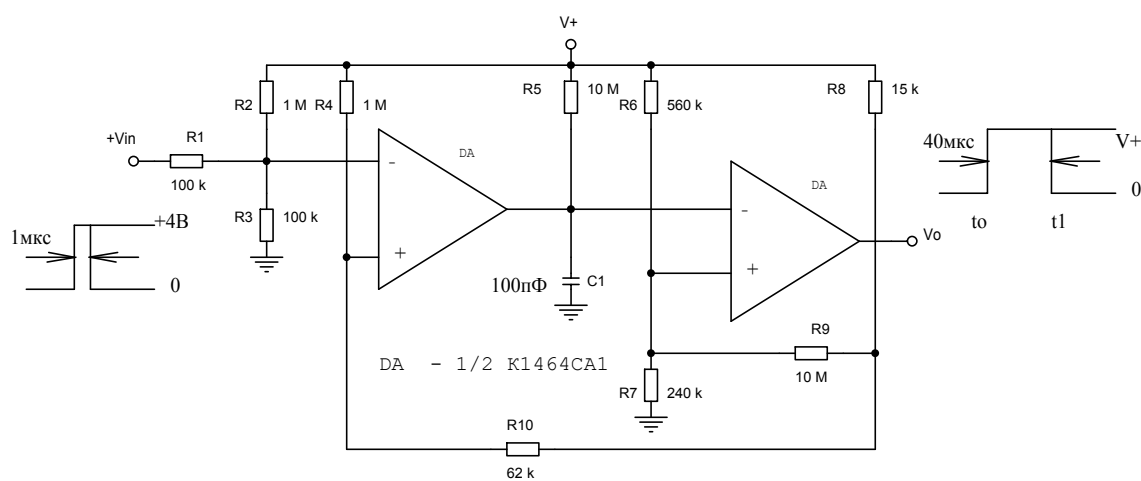 V+
R2
1 M
R4
1 M
R5
10 M
R6
560 k
R8
15 k
+Vin
R1
100 k
-
DA
-
DA
40мкс
V+
0
to
t1
R3
100 k
+4В
1мкс
0
+
100пФ
C1
+
Vo
DA - 1/2 К1464СА1
R9
10 M
R7
240 k
R10
62 k